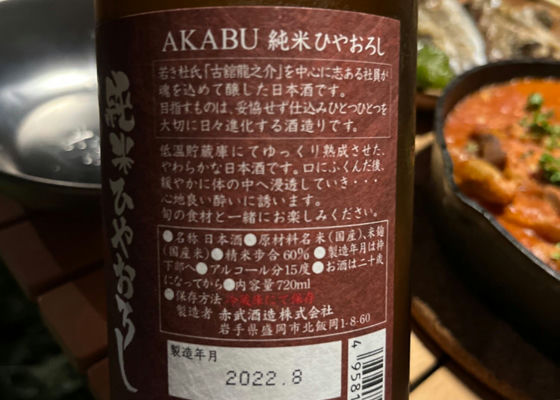 AKABU 純米ひやおろし
若き杜氏「古舘龍之介」を中心に志ある社員が
魂を込めて醸した日本酒です。
目指すものは、妥協せず仕込みひとつひとつを
大切に日々進化する酒造りです。
低温貯蔵庫にてゆっくり熟成させた、
やわらかな日本酒です。口にふくんだ後、
緩やかに体の中へ浸透していき・・・
心地良い酔いに誘います。
旬の食材と一緒にお楽しみください。
●名称 日本酒●原材料名 米(国産)、米麹
(国産米)●精米歩合 60%●製造年月は枠
下部へ●アルコール分15度●お酒は二十歳
になってから●内容量720ml
●保存方法 冷蔵庫にて保存
製造者 赤武酒造株式会社
岩手県盛岡市北飯岡1-8-60
製造年月
2022.8
純米ひやおろし
4 9581